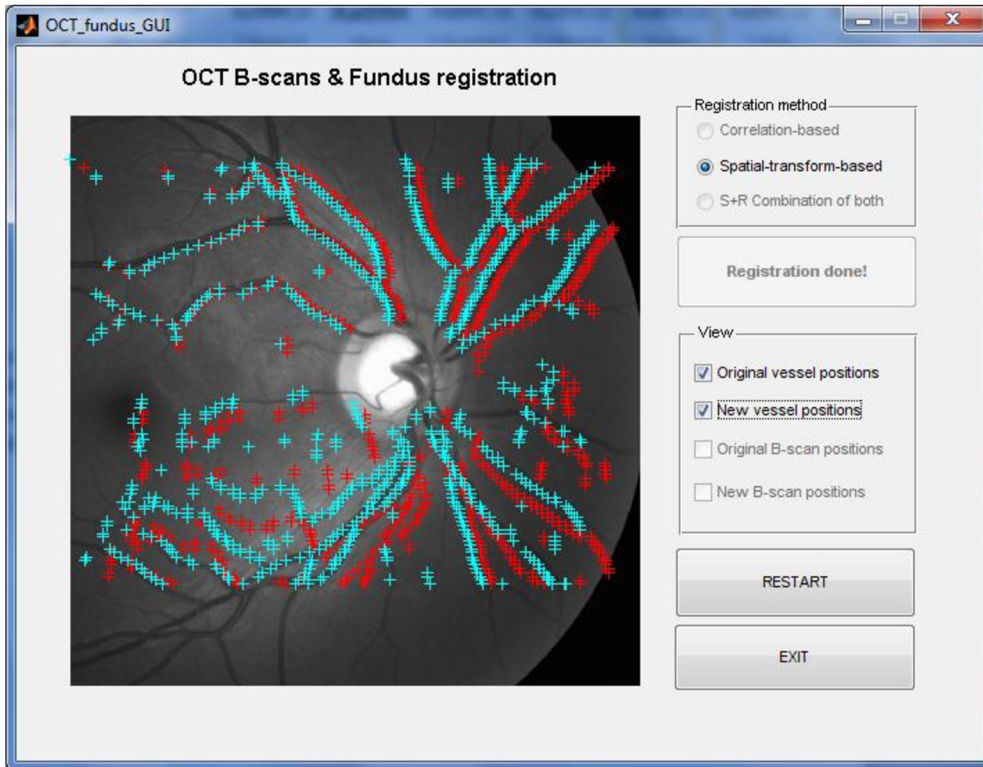 OCT_fundus_GUI
OCT B-scans & Fundus registration
Registration method
Correlation-based
Spatial-transform-based
S+R Combination of both
Registration done!
View
Original vessel positions
New vessel positions
Original B-scan positions
New B-scan positions
RESTART
EXIT